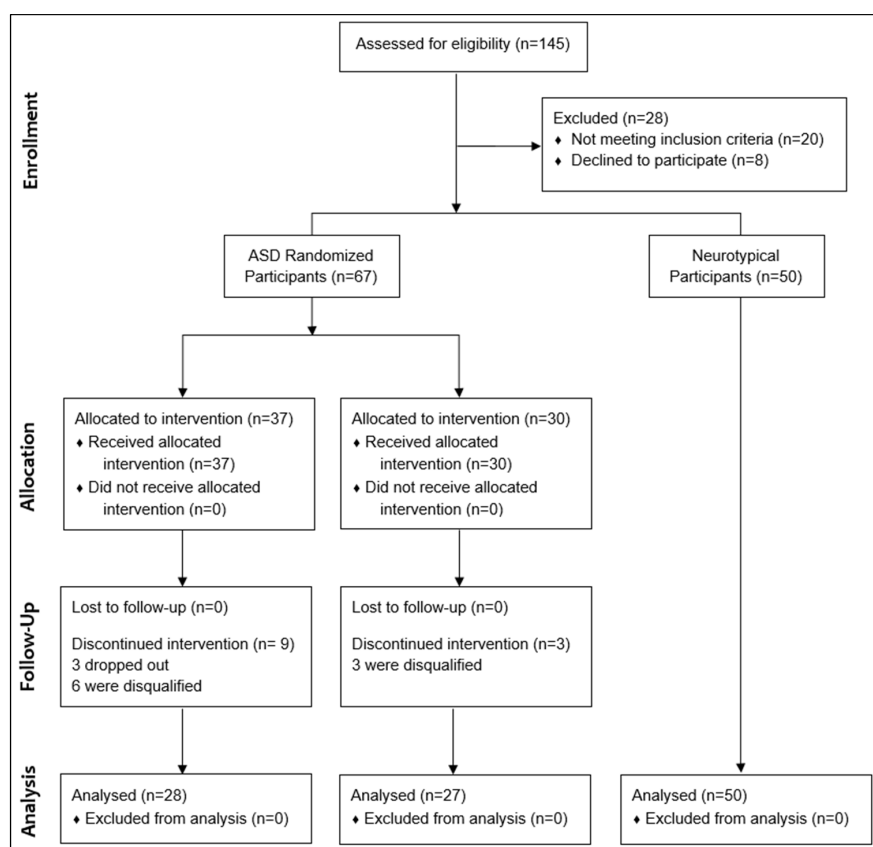 Assessed for eligibility (n=145)
Enrollment
Excluded (n=28)
♦ Not meeting inclusion criteria (n=20)
♦ Declined to participate (n=8)
ASD Randomized
Participants (n=67)
Neurotypical
Participants (n=50)
Allocation
Allocated to intervention (n=37)
♦ Received allocated
intervention (n=37)
♦ Did not receive allocated
intervention (n=0)
Allocated to intervention (n=30)
♦ Received allocated
intervention (n=30)
♦ Did not receive allocated
intervention (n=0)
Follow-Up
Lost to follow-up (n=0)
Discontinued intervention (n= 9)
3 dropped out
6 were disqualified
Lost to follow-up (n=0)
Discontinued intervention (n=3)
3 were disqualified
Analysis
Analysed (n=28)
♦ Excluded from analysis (n=0)
Analysed (n=27)
♦ Excluded from analysis (n=0)
Analysed (n=50)
♦ Excluded from analysis (n=0)